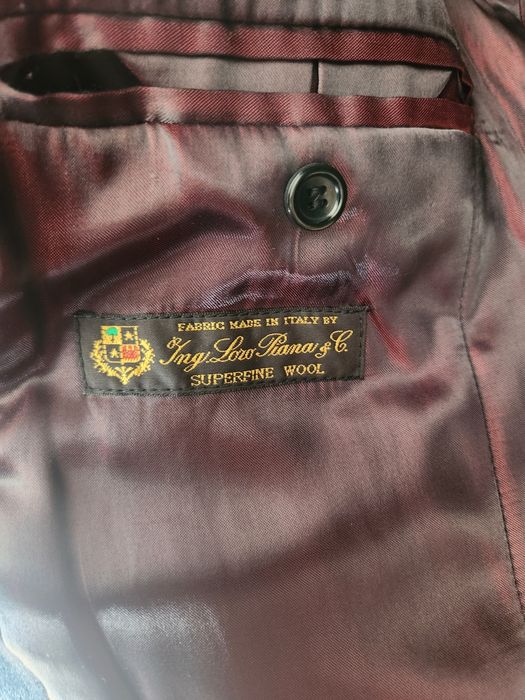 FABRIC MADE IN ITALY BY
Ing. Loro Piana & C.
SUPERFINE WOOL